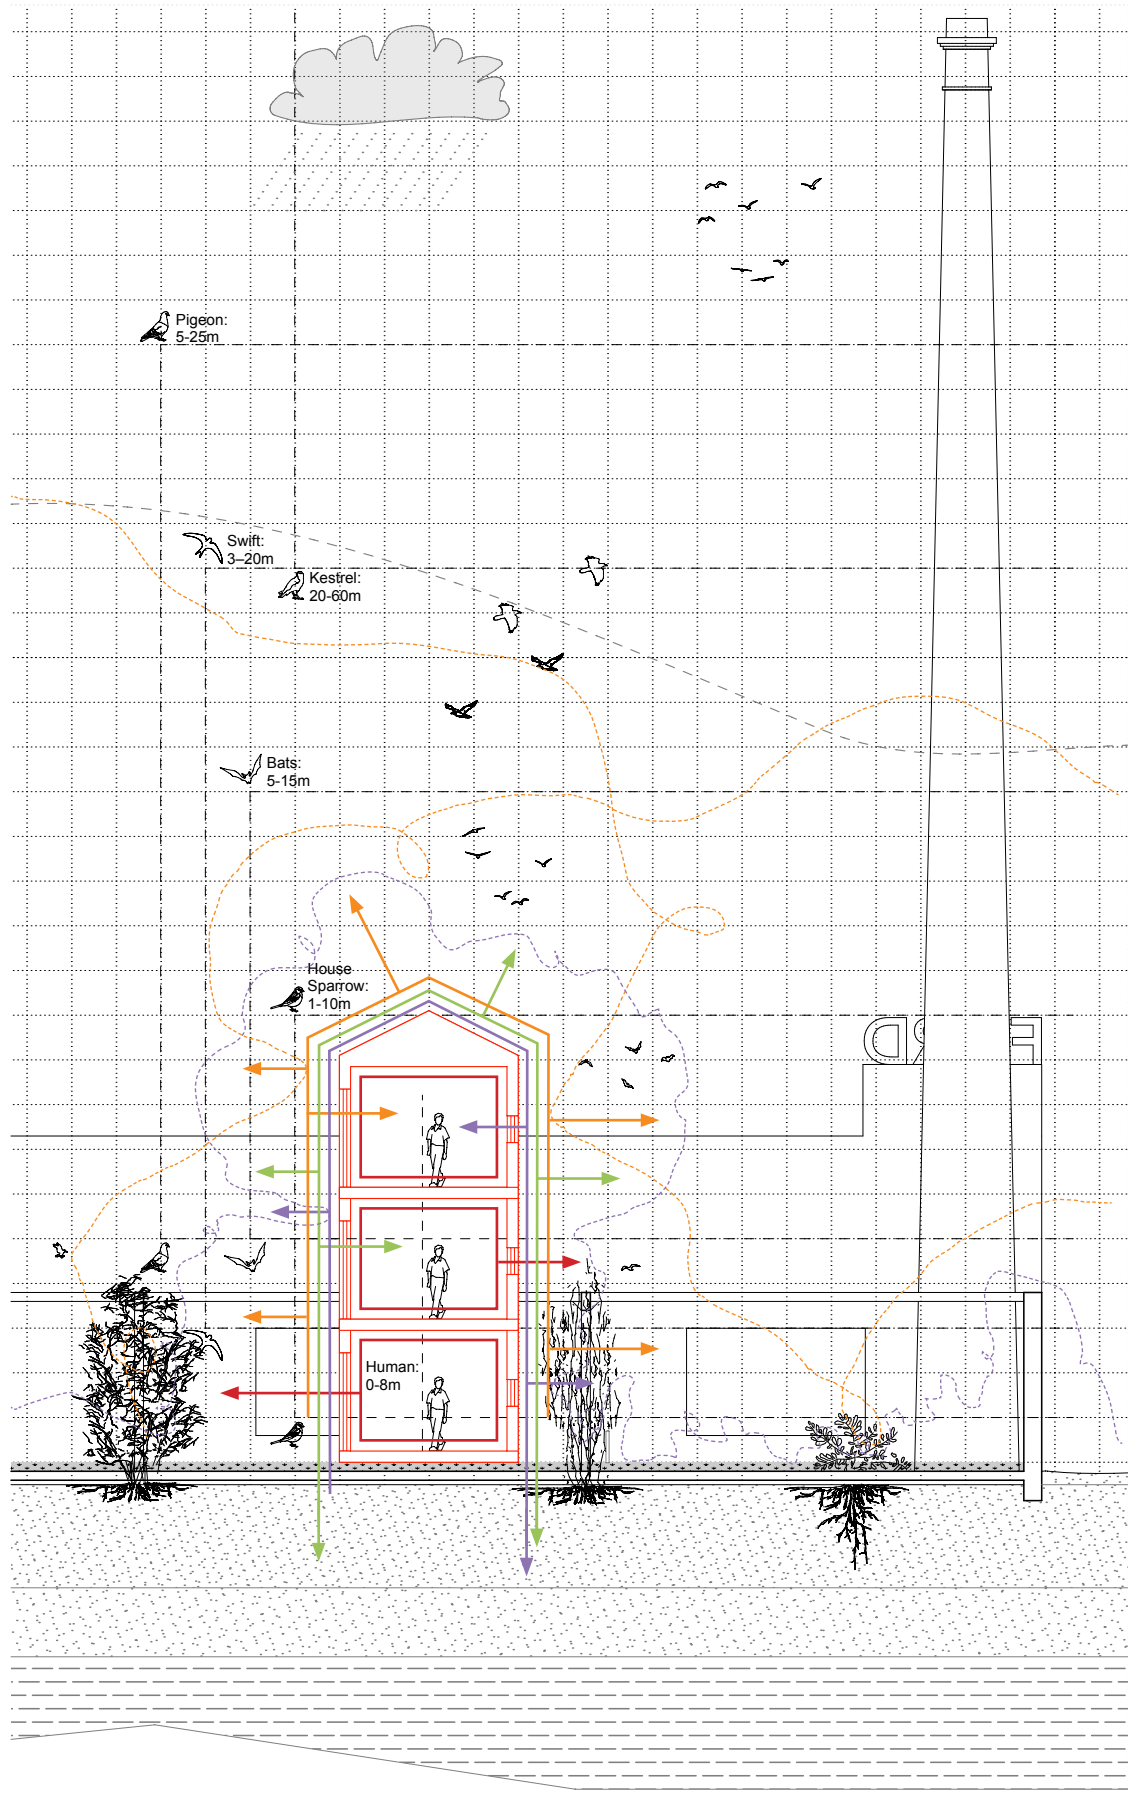 Pigeon:
5-25m
Swift:
3–20m
Kestrel:
20-60m
Bats:
5-15m
House
Sparrow:
1-10m
Human:
0-8m